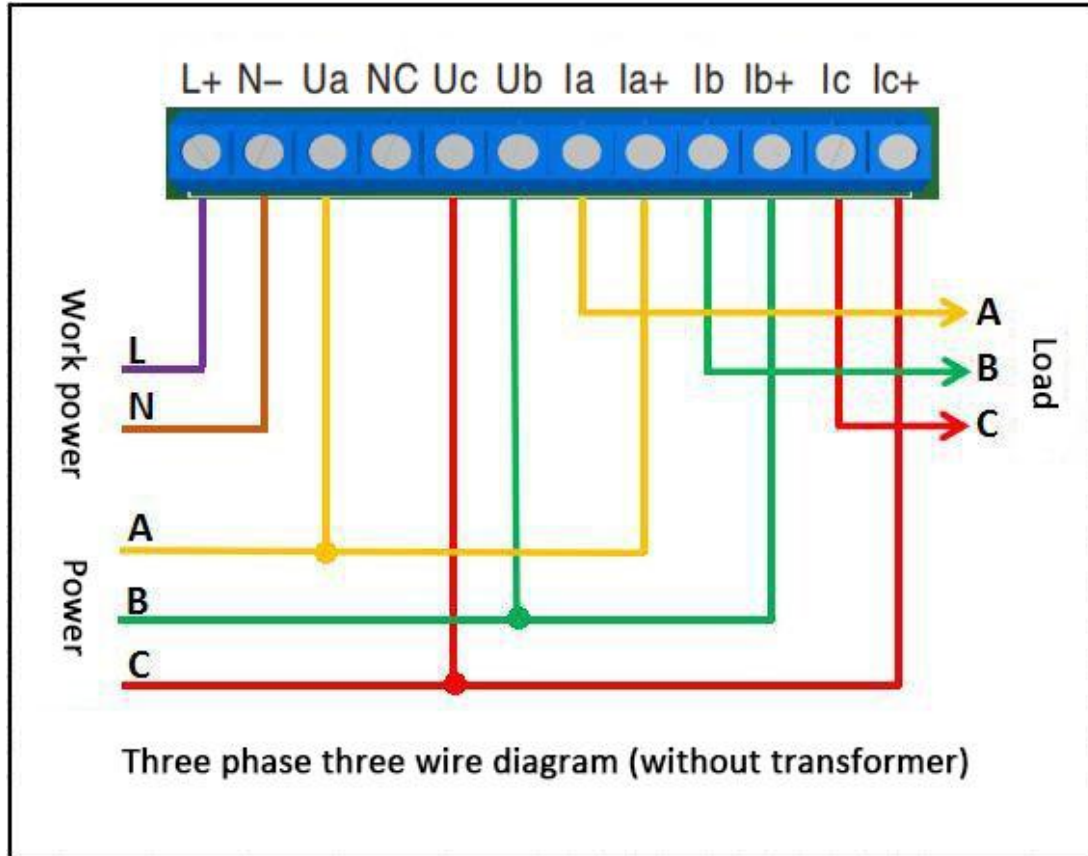 L+ N− Ua NC Uc Ub Ia Ia+ Ib Ib+ Ic Ic+
Work power
L
N
A
B
C
Load
Power
A
B
C
Three phase three wire diagram (without transformer)